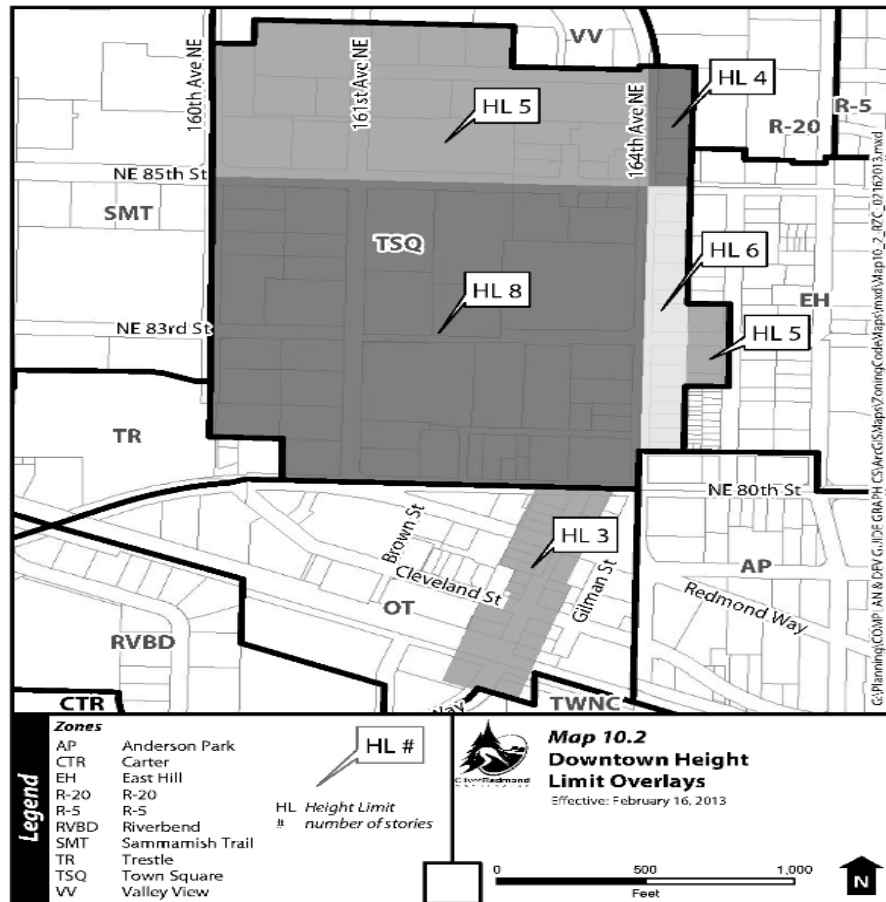 VV
160th Ave NE
161st Ave NE
164th Ave NE
HL 4
HL 5
R-5
R-20
NE 85th St
SMT
TSQ
HL 6
HL 8
EH
NE 83rd St
HL 5
TR
NE 80th St
Brown St
HL 3
Cleveland St
Gilman St
AP
OT
Redmond Way
RVBD
CTR
Way
TWNC
Legend
Zones
AP Anderson Park
CTR Carter
EH East Hill
R-20 R-20
R-5 R-5
RVBD Riverbend
SMT Sammamish Trail
TR Trestle
TSQ Town Square
VV Valley View
HL #
HL Height Limit
# number of stories
City of Redmond
Map 10.2
Downtown Height
Limit Overlays
Effective: February 16, 2013
0 500 1,000
Feet
N